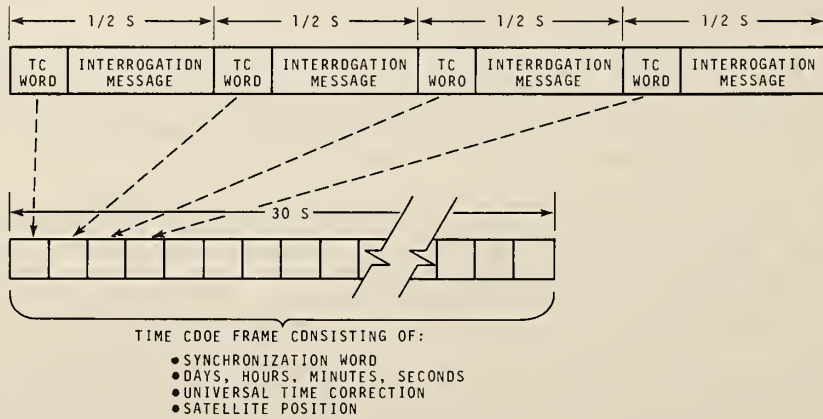 1/2 S 1/2 S 1/2 S 1/2 S
TC INTERROGATION TC INTERRDGATION TC INTERRDGATION TC INTERROGATION
WORD MESSAGE WORD MESSAGE WORO MESSAGE WORD MESSAGE
30 S
TIME CDOE FRAME CDNSISTING OF:
•SYNCHRONIZATION WORD
•DAYS, HOURS, MINUTES, SECONDS
•UNIVERSAL TIME CORRECTION
•SATELLITE POSITION